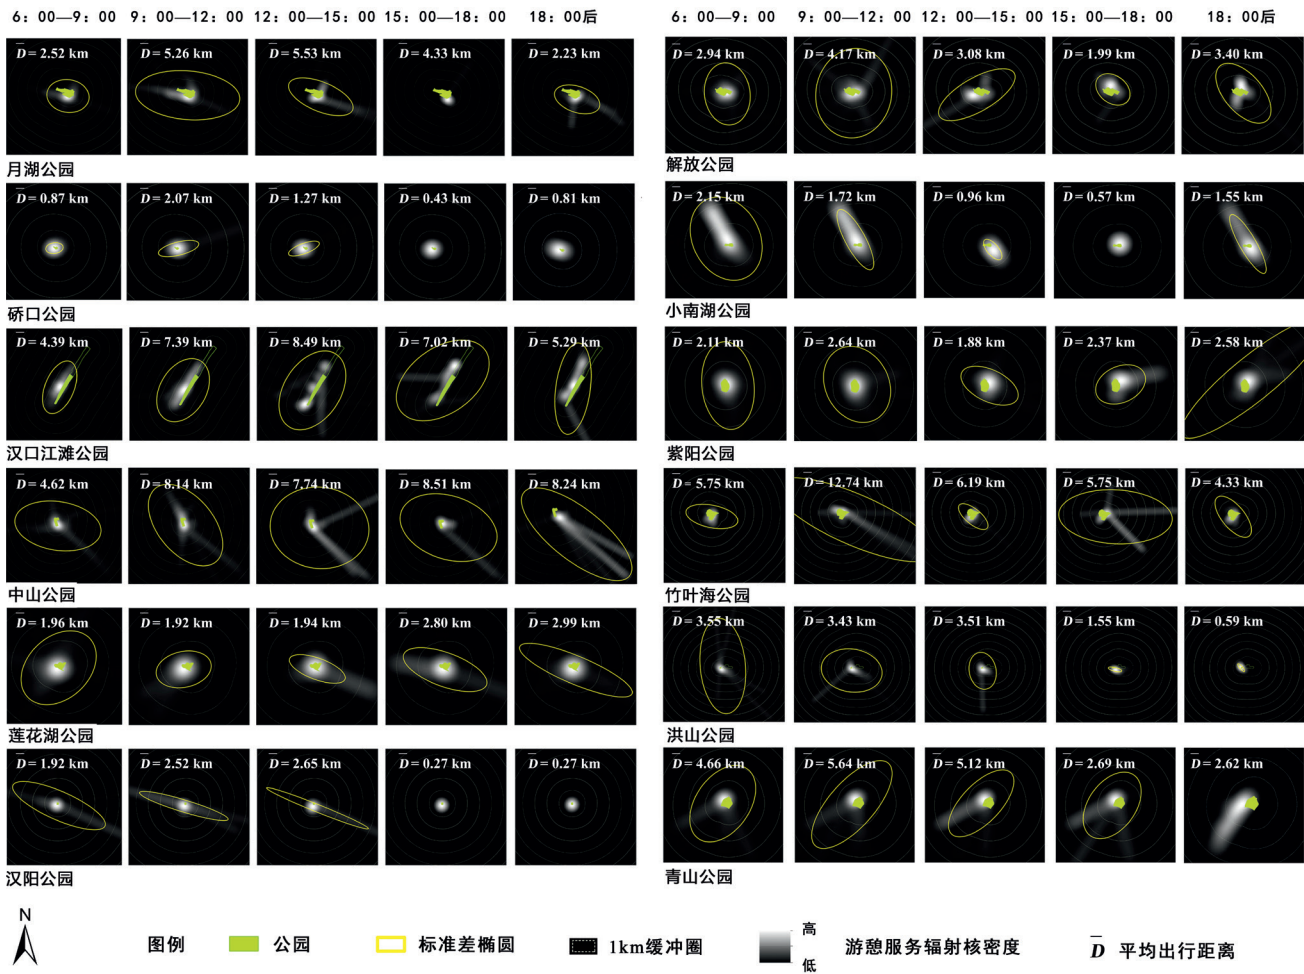 6：00—9：00 9：00—12：00 12：00—15：00 15：00—18：00 18：00后
D = 2.52 km D = 5.26 km D = 5.53 km D = 4.33 km D = 2.23 km
月湖公园
D = 0.87 km D = 2.07 km D = 1.27 km D = 0.43 km D = 0.81 km
硚口公园
D = 4.39 km D = 7.39 km D = 8.49 km D = 7.02 km D = 5.29 km
汉口江滩公园
D = 4.62 km D = 8.14 km D = 7.74 km D = 8.51 km D = 8.24 km
中山公园
D = 1.96 km D = 1.92 km D = 1.94 km D = 2.80 km D = 2.99 km
莲花湖公园
D = 1.92 km D = 2.52 km D = 2.65 km D = 0.27 km D = 0.27 km
汉阳公园
6：00—9：00 9：00—12：00 12：00—15：00 15：00—18：00 18：00后
D = 2.94 km D = 4.17 km D = 3.08 km D = 1.99 km D = 3.40 km
解放公园
D = 2.15 km D = 1.72 km D = 0.96 km D = 0.57 km D = 1.55 km
小南湖公园
D = 2.11 km D = 2.64 km D = 1.88 km D = 2.37 km D = 2.58 km
紫阳公园
D = 5.75 km D = 12.74 km D = 6.19 km D = 5.75 km D = 4.33 km
竹叶海公园
D = 3.55 km D = 3.43 km D = 3.51 km D = 1.55 km D = 0.59 km
洪山公园
D = 4.66 km D = 5.64 km D = 5.12 km D = 2.69 km D = 2.62 km
青山公园
N
图例 公园 标准差椭圆 1km缓冲圈 高 低 游憩服务辐射核密度 D 平均出行距离